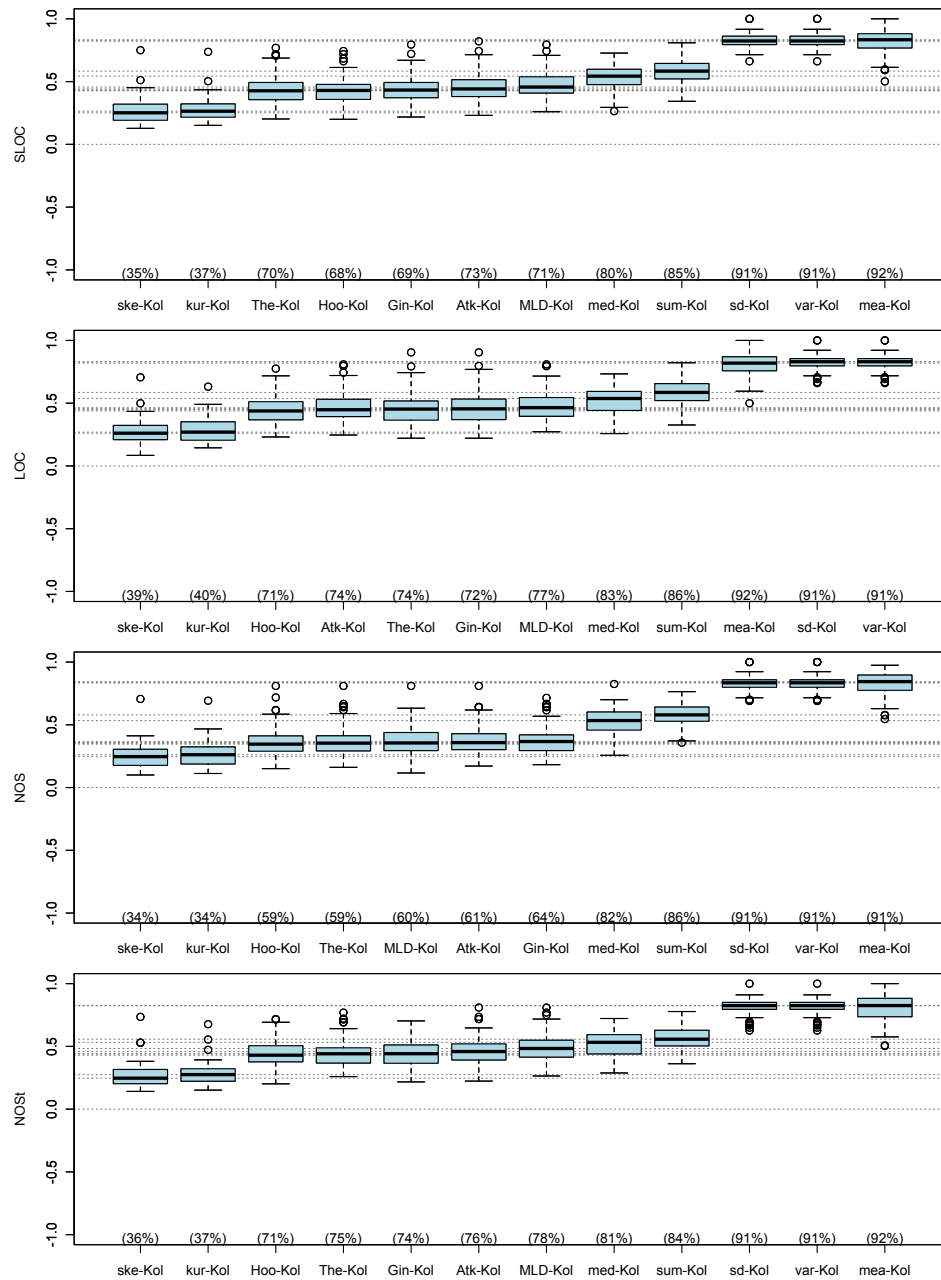 SLOC
1.0
0.5
0.0
-0.5
-1.0
(35%) (37%) (70%) (68%) (69%) (73%) (71%) (80%) (85%) (91%) (91%) (92%)
ske-Kol kur-Kol The-Kol Hoo-Kol Gin-Kol Atk-Kol MLD-Kol med-Kol sum-Kol sd-Kol var-Kol mea-Kol
LOC
1.0
0.5
0.0
-0.5
-1.0
(39%) (40%) (71%) (74%) (74%) (72%) (77%) (83%) (86%) (92%) (91%) (91%)
ske-Kol kur-Kol Hoo-Kol Atk-Kol The-Kol Gin-Kol MLD-Kol med-Kol sum-Kol mea-Kol sd-Kol var-Kol
NOS
1.0
0.5
0.0
-0.5
-1.0
(34%) (34%) (59%) (59%) (60%) (61%) (64%) (82%) (86%) (91%) (91%) (91%)
ske-Kol kur-Kol Hoo-Kol The-Kol MLD-Kol Atk-Kol Gin-Kol med-Kol sum-Kol sd-Kol var-Kol mea-Kol
NOSt
1.0
0.5
0.0
-0.5
-1.0
(36%) (37%) (71%) (75%) (74%) (76%) (78%) (81%) (84%) (91%) (91%) (92%)
ske-Kol kur-Kol Hoo-Kol The-Kol Gin-Kol Atk-Kol MLD-Kol med-Kol sum-Kol sd-Kol var-Kol mea-Kol